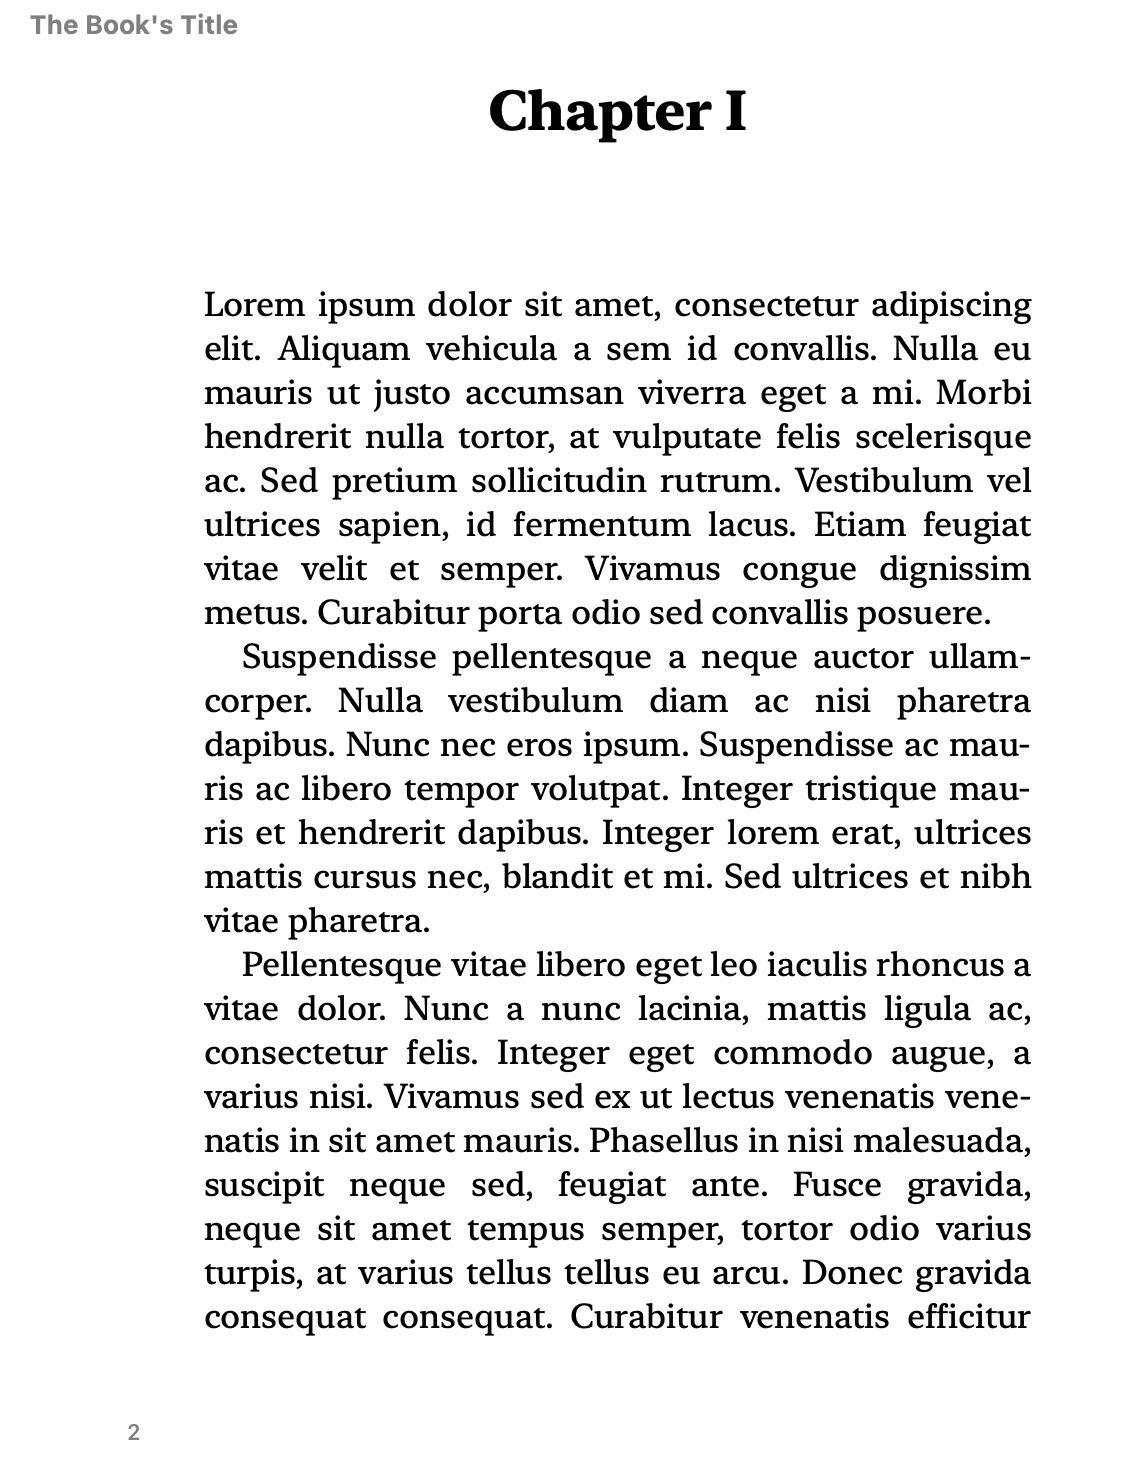 The Book's Title
Chapter I
Lorem ipsum dolor sit amet, consectetur adipiscing
elit. Aliquam vehicula a sem id convallis. Nulla eu
mauris ut justo accumsan viverra eget a mi. Morbi
hendrerit nulla tortor, at vulputate felis scelerisque
ac. Sed pretium sollicitudin rutrum. Vestibulum vel
ultrices sapien, id fermentum lacus. Etiam feugiat
vitae velit et semper. Vivamus congue dignissim
metus. Curabitur porta odio sed convallis posuere.
Suspendisse pellentesque a neque auctor ullam-
corper. Nulla vestibulum diam ac nisi pharetra
dapibus. Nunc nec eros ipsum. Suspendisse ac mau-
ris ac libero tempor volutpat. Integer tristique mau-
ris et hendrerit dapibus. Integer lorem erat, ultrices
mattis cursus nec, blandit et mi. Sed ultrices et nibh
vitae pharetra.
Pellentesque vitae libero eget leo iaculis rhoncus a
vitae dolor. Nunc a nunc lacinia, mattis ligula ac,
consectetur felis. Integer eget commodo augue, a
varius nisi. Vivamus sed ex ut lectus venenatis vene-
natis in sit amet mauris. Phasellus in nisi malesuada,
suscipit neque sed, feugiat ante. Fusce gravida,
neque sit amet tempus semper, tortor odio varius
turpis, at varius tellus tellus eu arcu. Donec gravida
consequat consequat. Curabitur venenatis efficitur
2